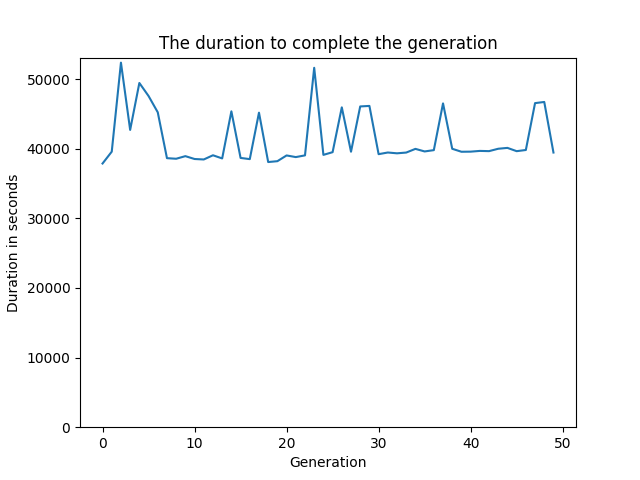 The duration to complete the generation
50000
40000
30000
20000
10000
0
Duration in seconds
0 10 20 30 40 50
Generation